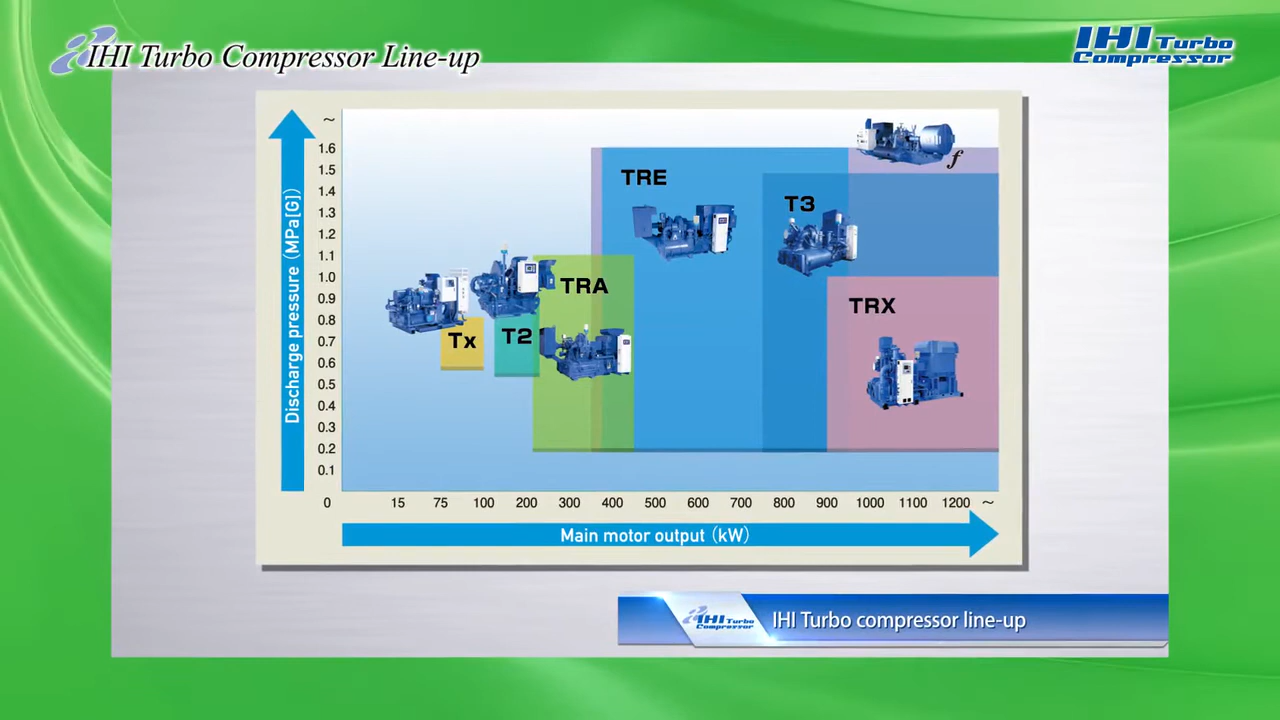 IHI Turbo Compressor Line-up
IHI Turbo
Compressor
Discharge pressure (MPa[G])
~
1.6
1.5
1.4
1.3
1.2
1.1
1.0
0.9
0.8
0.7
0.6
0.5
0.4
0.3
0.2
0.1
f
TRE
T3
TRA
TRX
Tx
T2
0 15 75 100 200 300 400 500 600 700 800 900 1000 1100 1200 ~
Main motor output (kW)
IHI Turbo
Compressor
IHI Turbo compressor line-up